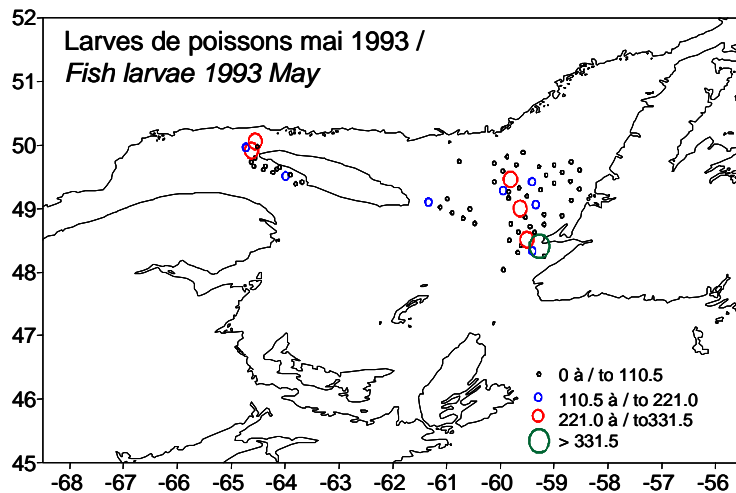 52
Larves de poissons mai 1993 /
Fish larvae 1993 May
51
50
49
48
47
46
45
0 à / to 110.5
110.5 à / to 221.0
221.0 à / to331.5
> 331.5
-68 -67 -66 -65 -64 -63 -62 -61 -60 -59 -58 -57 -56